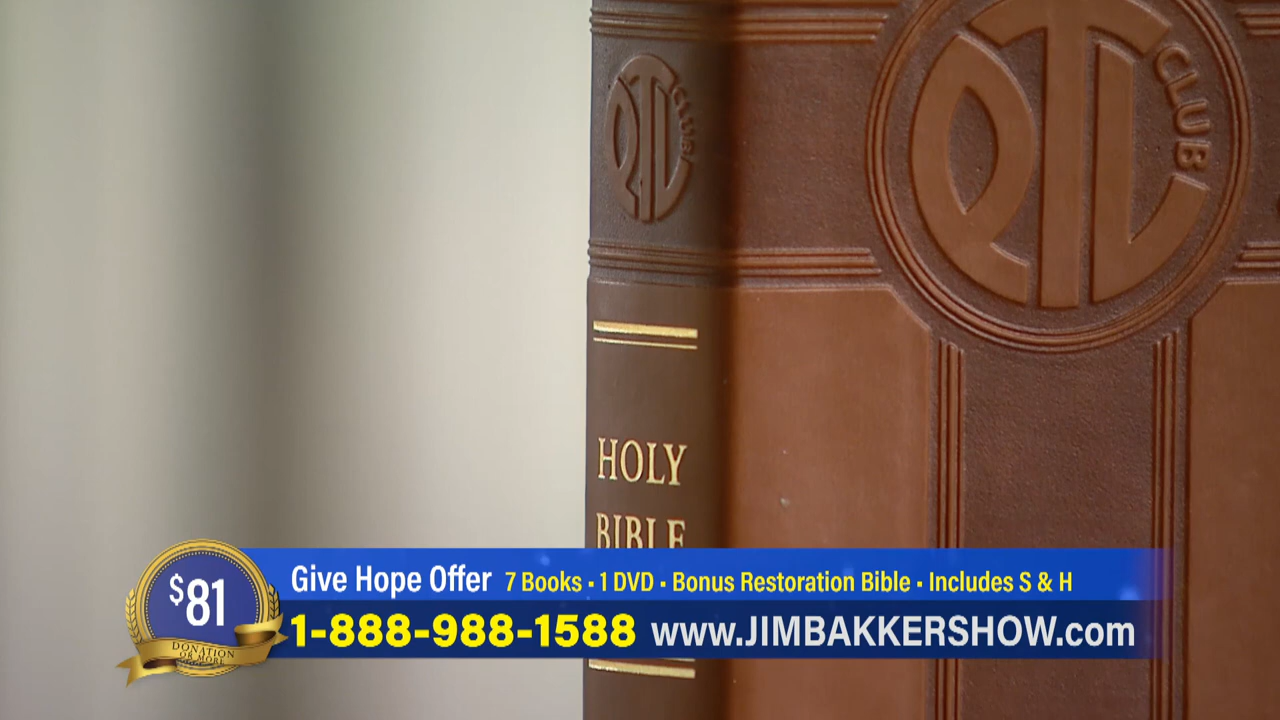 PTL
CLUB
PTL
CLUB
HOLY
BIBLE
$81
DONATION
OR MORE
Give Hope Offer 7 Books • 1 DVD • Bonus Restoration Bible • Includes S & H
1-888-988-1588 www.JIMBAKKERSHOW.com